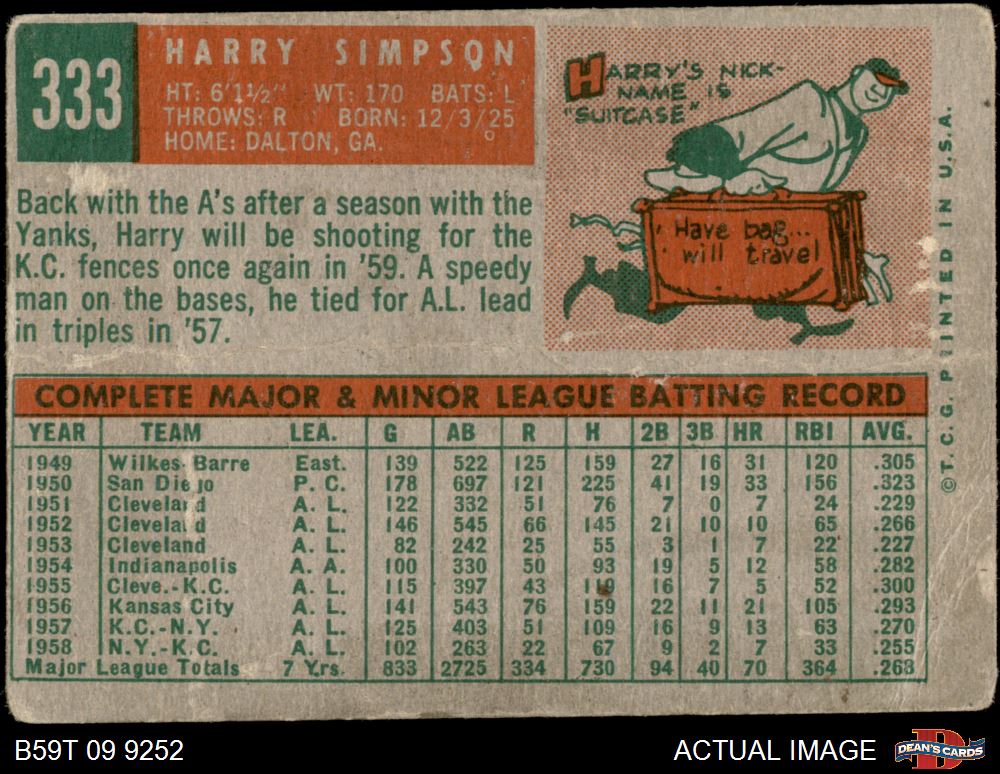 333
HARRY SIMPSON
HT: 6'1½" WT: 170 BATS: L
THROWS: R BORN: 12/3/25
HOME: DALTON, GA.
HARRY'S NICK-
NAME IS
"SUITCASE"
Have bag...
will travel
Back with the A's after a season with the
Yanks, Harry will be shooting for the
K.C. fences once again in '59. A speedy
man on the bases, he tied for A.L. lead
in triples in '57.
©T. C. G. PRINTED IN U.S.A.
COMPLETE MAJOR & MINOR LEAGUE BATTING RECORD
YEAR TEAM LEA. G AB R H 2B 3B HR RBI AVG.
1949 Wilkes-Barre East. 139 522 125 159 27 16 31 120 .305
1950 San Diego P. C. 178 697 121 225 41 19 33 156 .323
1951 Cleveland A. L. 122 332 51 76 7 0 7 24 .229
1952 Cleveland A. L. 146 545 66 145 21 10 10 65 .266
1953 Cleveland A. L. 82 242 25 55 3 1 7 22 .227
1954 Indianapolis A. A. 100 330 50 93 19 5 12 58 .282
1955 Cleve.-K.C. A. L. 115 397 43 119 16 7 5 52 .300
1956 Kansas City A. L. 141 543 76 159 22 11 21 105 .293
1957 K.C.-N.Y. A. L. 125 403 51 109 16 9 13 63 .270
1958 N.Y.-K.C. A. L. 102 263 22 67 9 2 7 33 .255
Major League Totals 7 Yrs. 833 2725 334 730 94 40 70 364 .268
B59T 09 9252
ACTUAL IMAGE
DEAN'S CARDS